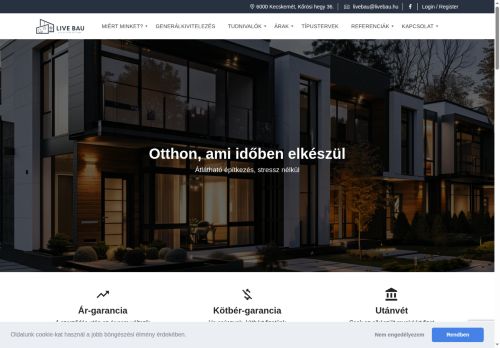 6000 Kecskemét, Kőrösi hegy 36.
livebau@livebau.hu
Login / Register
LIVE BAU
MIÉRT MINKET?
GENERÁLKIVITELEZÉS
TUDNIVALÓK
ÁRAK
TÍPUSTERVEK
REFERENCIÁK
KAPCSOLAT
Otthon, ami időben elkészül
Átlátható építkezés, stressz nélkül
Ár-garancia
Kötbér-garancia
Utánvét
Oldalunk cookie-kat használ a jobb böngészési élmény érdekében.
Nem engedélyezem
Rendben